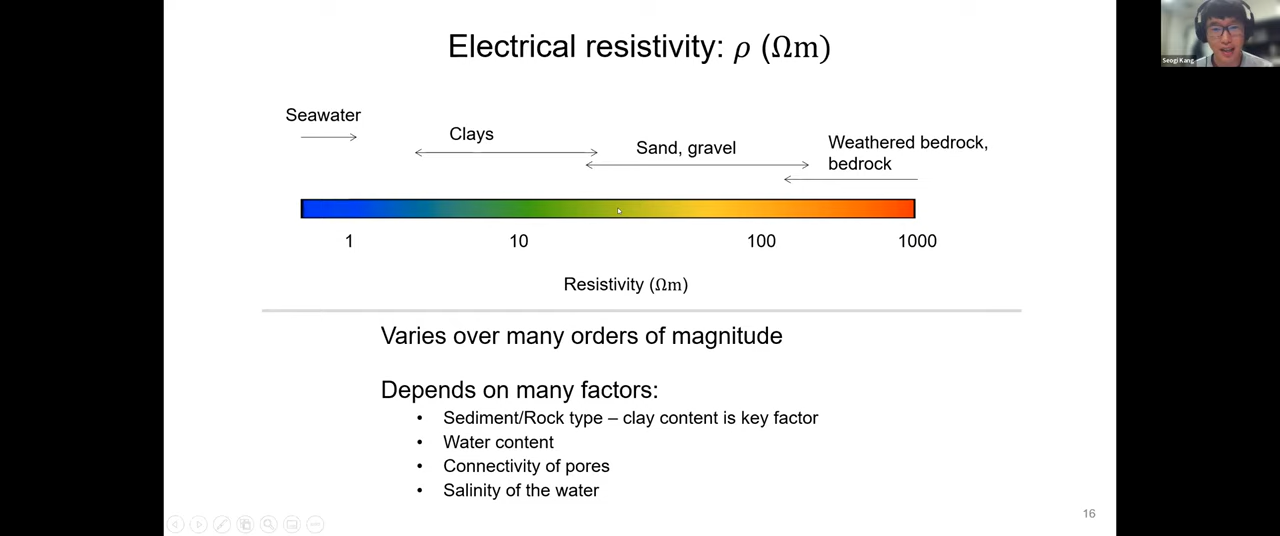 Electrical resistivity: ρ (Ωm)
Seogi Kang
Seawater
Clays
Sand, gravel
Weathered bedrock,
bedrock
1 10 100 1000
Resistivity (Ωm)
Varies over many orders of magnitude
Depends on many factors:
• Sediment/Rock type – clay content is key factor
• Water content
• Connectivity of pores
• Salinity of the water
16